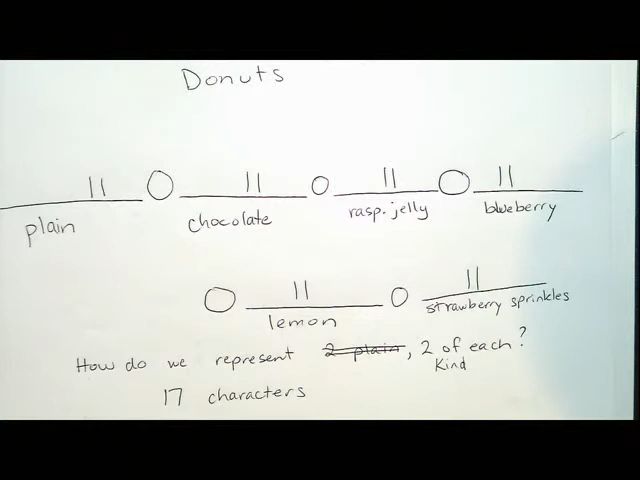 Donuts
11 O 11 O 11 O 11
plain chocolate rasp. jelly blueberry
O 11 O 11
lemon strawberry sprinkles
How do we represent 2 plain, 2 of each?
Kind
17 characters